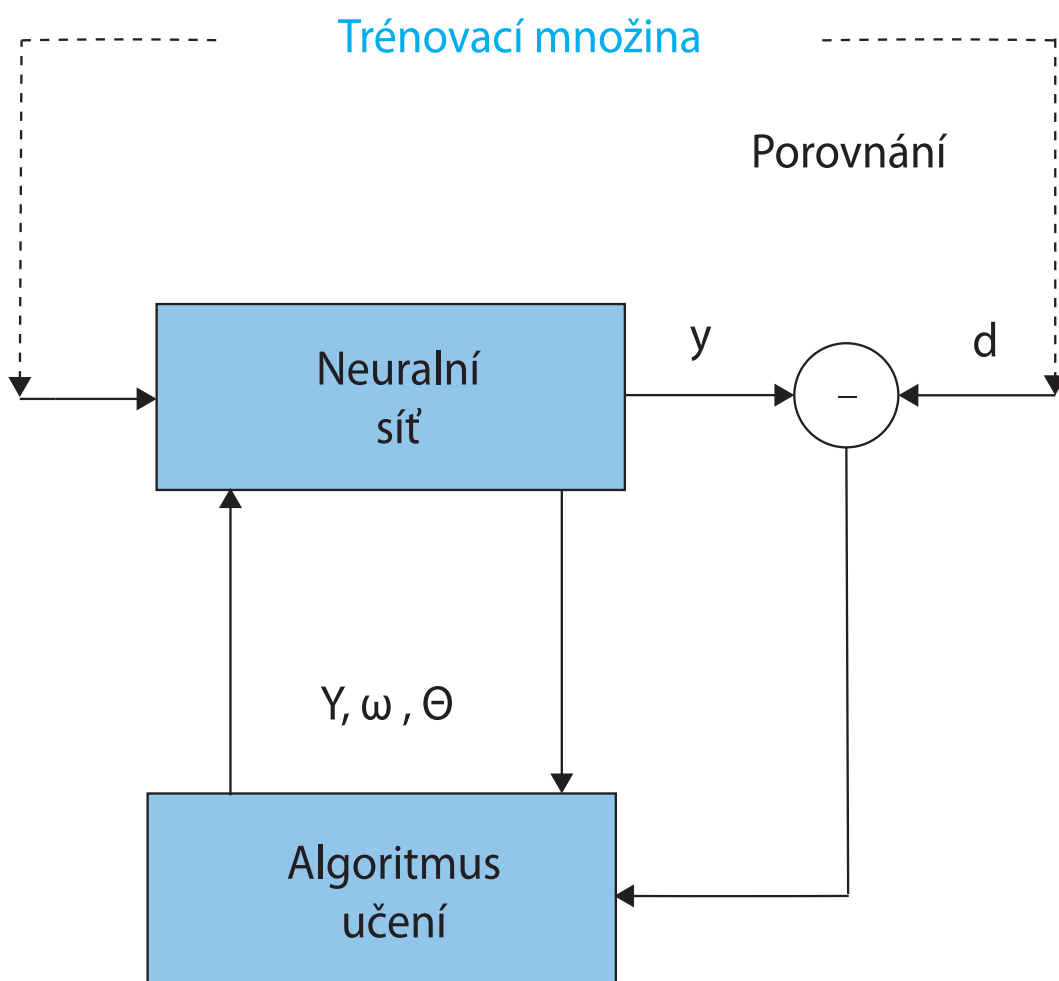 Trénovací množina
Porovnání
Neuralní
síť
y
–
d
Y, ω , Θ
Algoritmus
učení